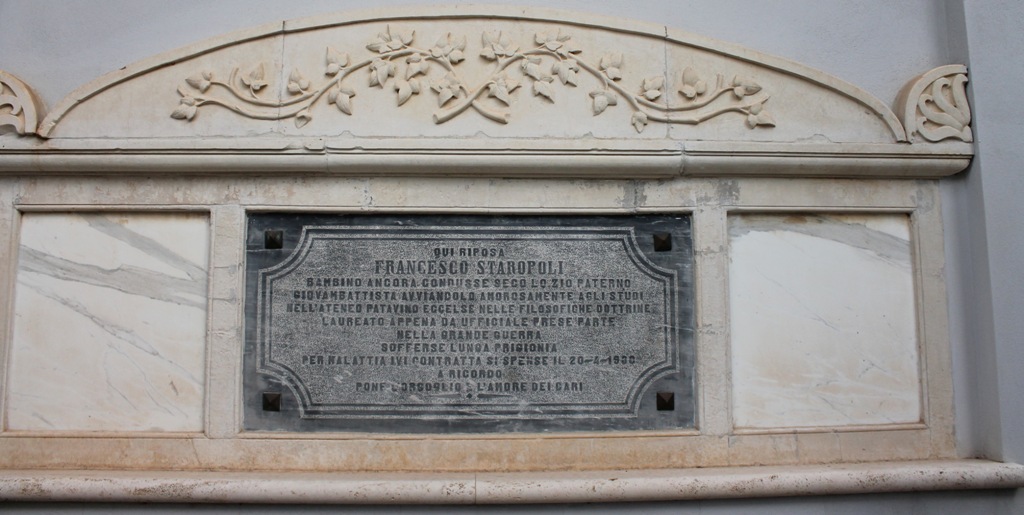 QUI RIPOSA
FRANCESCO STAROPOLI
BAMBINO ANCORA CONDUSSE SECO LO ZIO PATERNO
GIOVAMBATTISTA AVVIANDOLO AMOROSAMENTE AGLI STUDI
NELL'ATENEO PATAVINO ECCELSE NELLE FILOSOFICHE DOTTRINE
LAUREATO APPENA DA UFFICIALE PRESE PARTE
NELLA GRANDE GUERRA
SOFFERSE LUNGA PRIGIONIA
PER MALATTIA IVI CONTRATTA SI SPENSE IL 20-4-
A RICORDO
PONE L'ORGOGLIO E L'AMORE DEI CARI